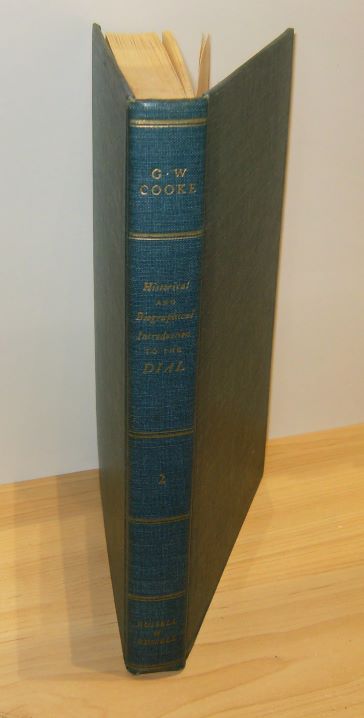 G·W
COOKE
Historical
AND
Biographical
Introduction
TO THE
DIAL
2
RUSSELL
&
RUSSELL